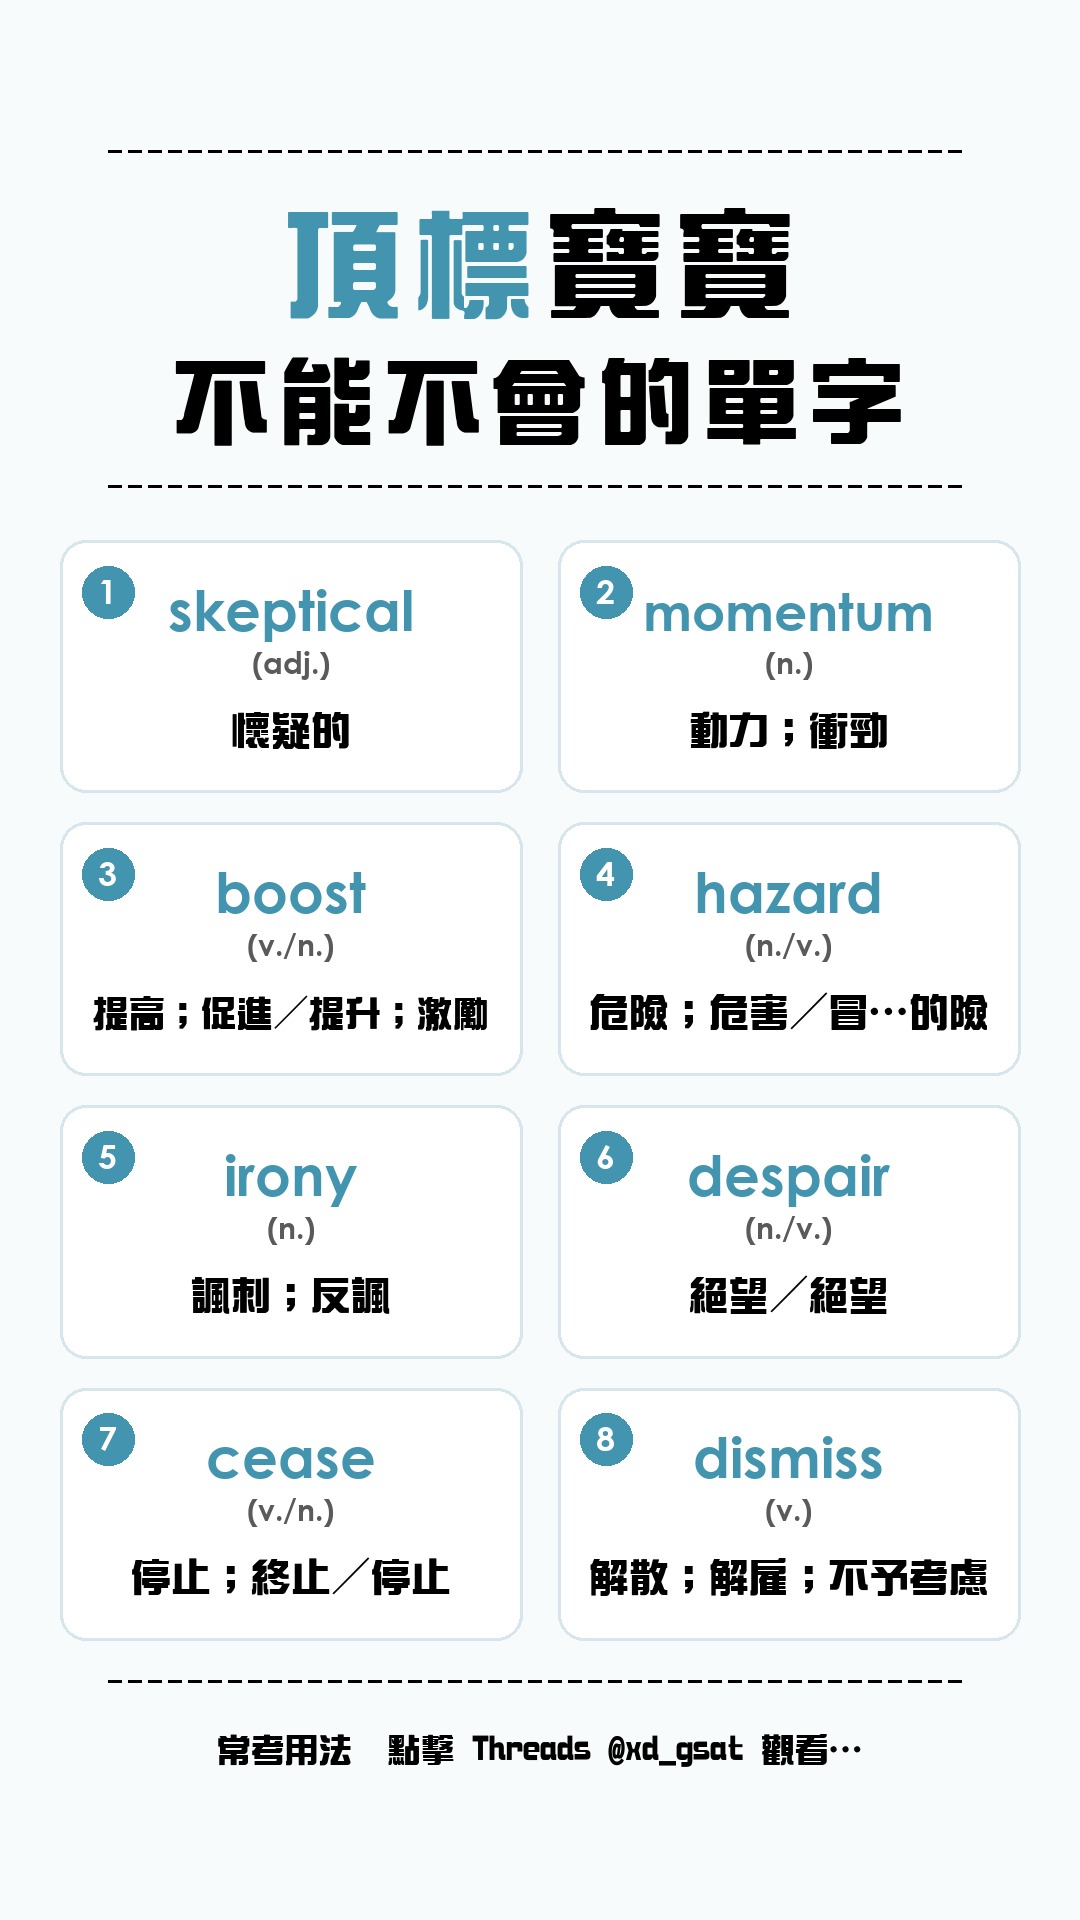 頂標寶寶
不能不會的單字
1
skeptical
(adj.)
懷疑的
2
momentum
(n.)
動力；衝勁
3
boost
(v./n.)
提高；促進／提升；激勵
4
hazard
(n./v.)
危險；危害／冒…的險
5
irony
(n.)
諷刺；反諷
6
despair
(n./v.)
絕望／絕望
7
cease
(v./n.)
停止；終止／停止
8
dismiss
(v.)
解散；解雇；不予考慮
常考用法　點擊 Threads @xd_gsat 觀看…